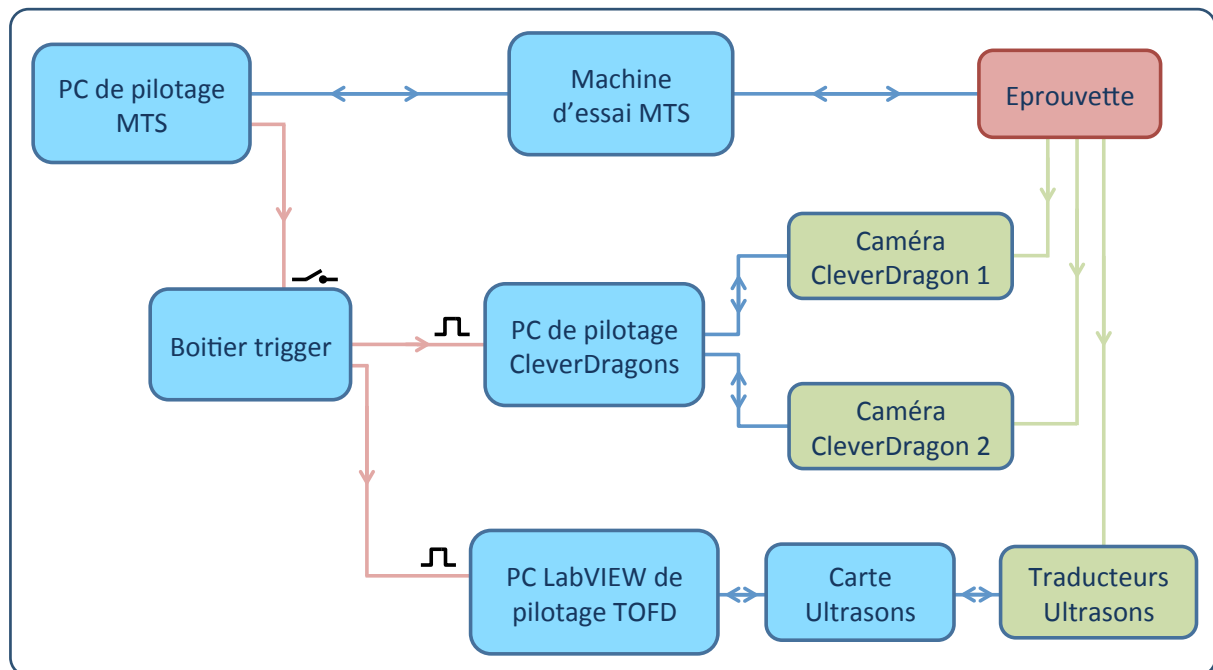 PC de pilotage
MTS
Machine
d’essai MTS
Eprouvette
Caméra
CleverDragon 1
Boitier trigger
PC de pilotage
CleverDragons
Caméra
CleverDragon 2
PC LabVIEW de
pilotage TOFD
Carte
Ultrasons
Traducteurs
Ultrasons